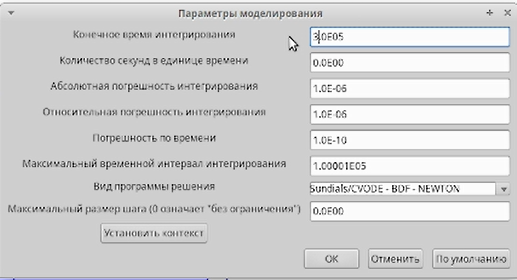 Параметры моделирования
Конечное время интегрирования 3.0E05
Количество секунд в единице времени 0.0E00
Абсолютная погрешность интегрирования 1.0E-06
Относительная погрешность интегрирования 1.0E-06
Погрешность по времени 1.0E-10
Максимальный временной интервал интегрирования 1.00001E05
Вид программы решения Sundials/CVODE - BDF - NEWTON
Максимальный размер шага (0 означает "без ограничения") 0.0E00
Установить контекст
OK Отменить По умолчанию